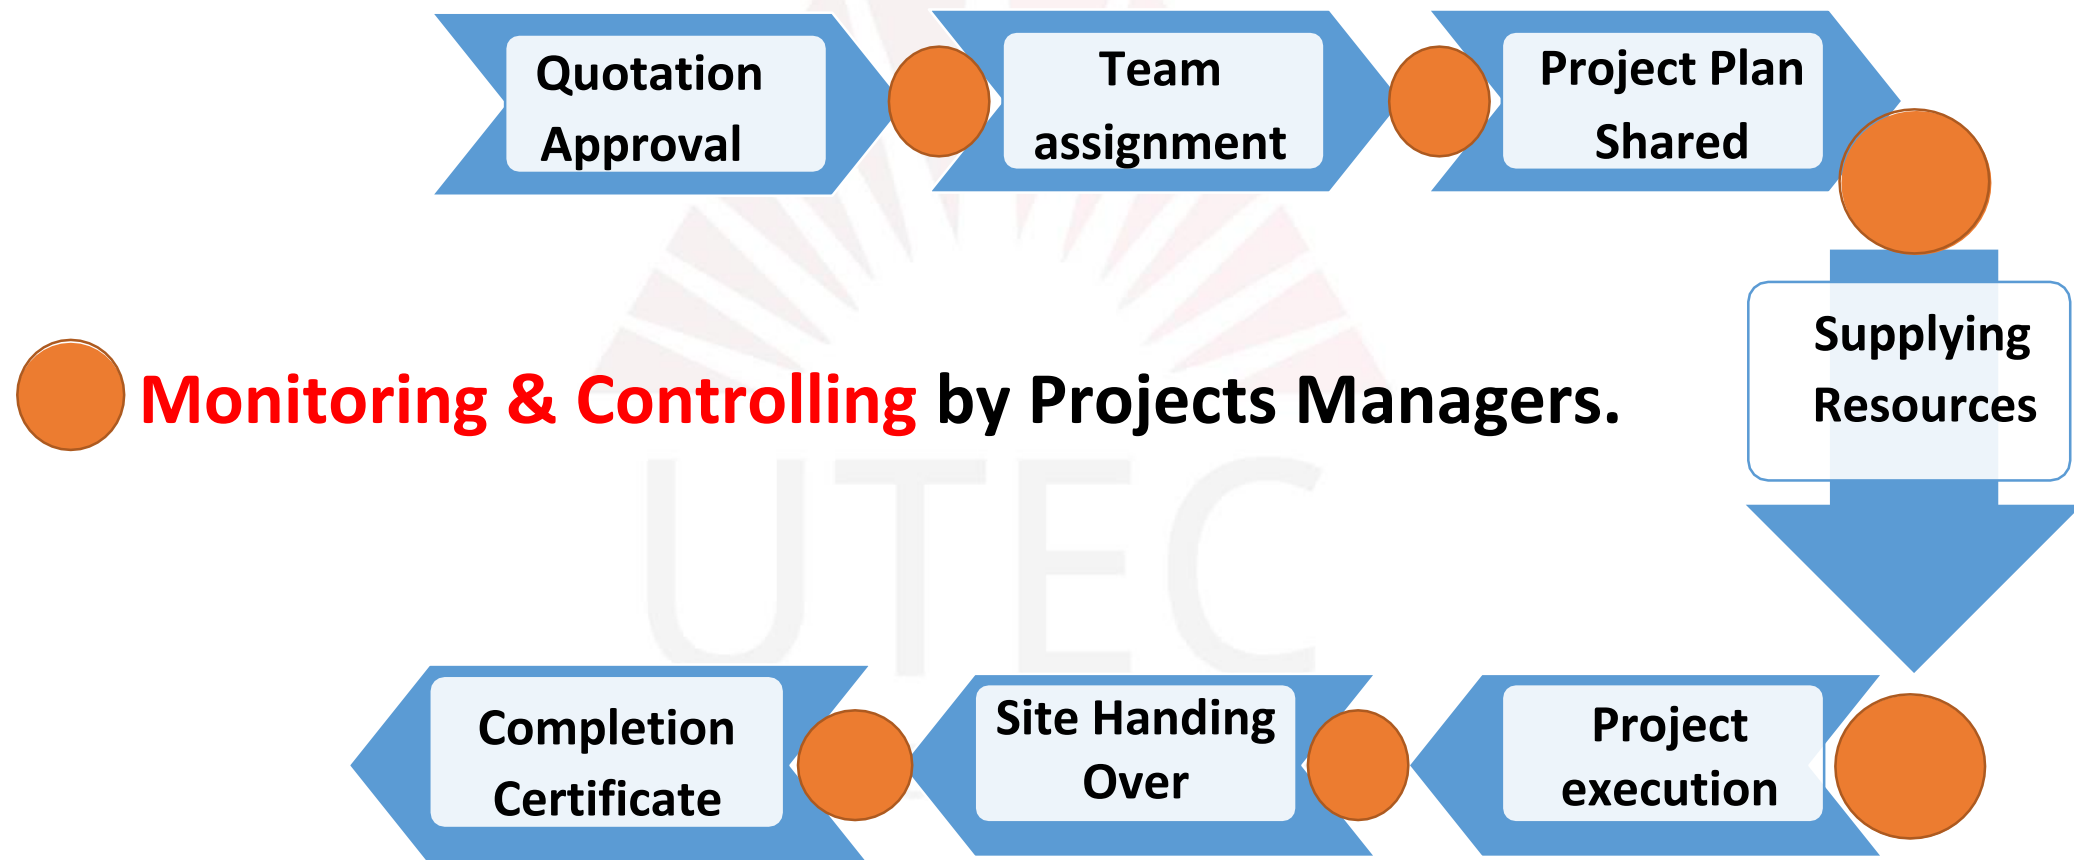 Quotation
Approval
Team
assignment
Project Plan
Shared
Supplying
Resources
Monitoring & Controlling by Projects Managers.
UTEC
Project
execution
Site Handing
Over
Completion
Certificate